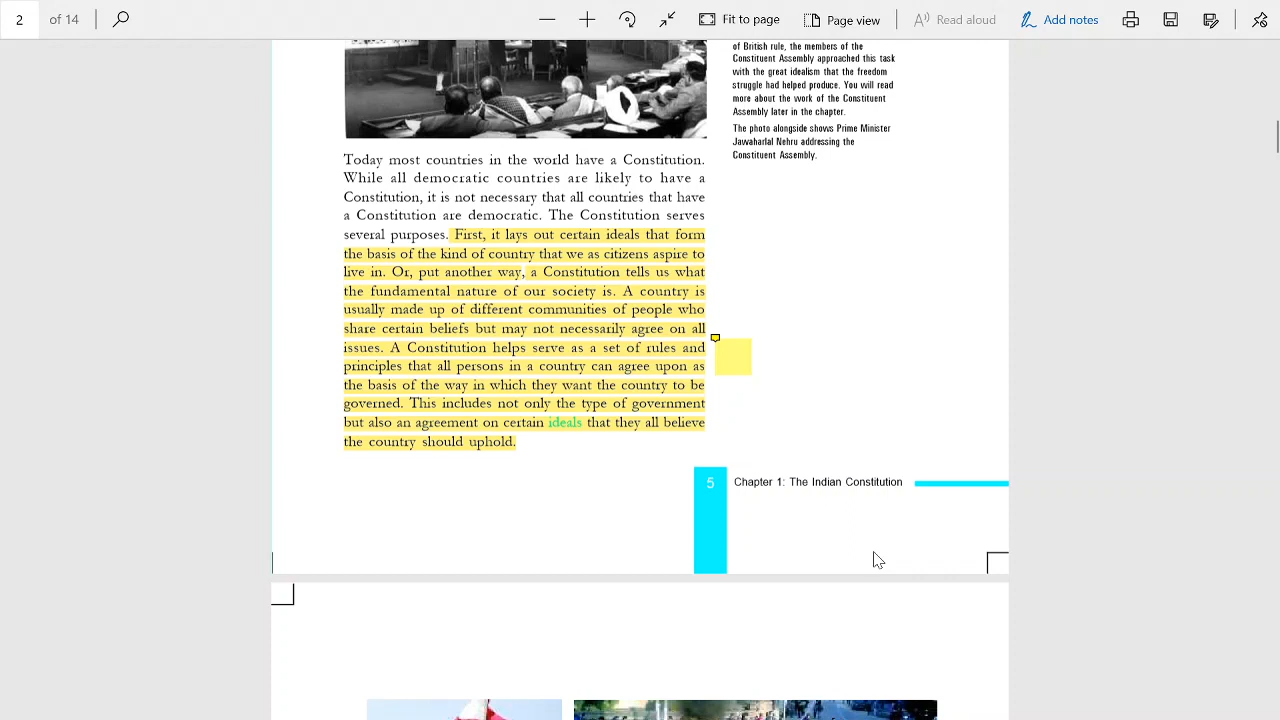 2 of 14
Fit to page
Page view
Read aloud
Add notes
of British rule, the members of the
Constituent Assembly approached this task
with the great idealism that the freedom
struggle had helped produce. You will read
more about the work of the Constituent
Assembly later in the chapter.
The photo alongside shows Prime Minister
Jawaharlal Nehru addressing the
Constituent Assembly.
Today most countries in the world have a Constitution.
While all democratic countries are likely to have a
Constitution, it is not necessary that all countries that have
a Constitution are democratic. The Constitution serves
several purposes. First, it lays out certain ideals that form
the basis of the kind of country that we as citizens aspire to
live in. Or, put another way, a Constitution tells us what
the fundamental nature of our society is. A country is
usually made up of different communities of people who
share certain beliefs but may not necessarily agree on all
issues. A Constitution helps serve as a set of rules and
principles that all persons in a country can agree upon as
the basis of the way in which they want the country to be
governed. This includes not only the type of government
but also an agreement on certain ideals that they all believe
the country should uphold.
5 Chapter 1: The Indian Constitution